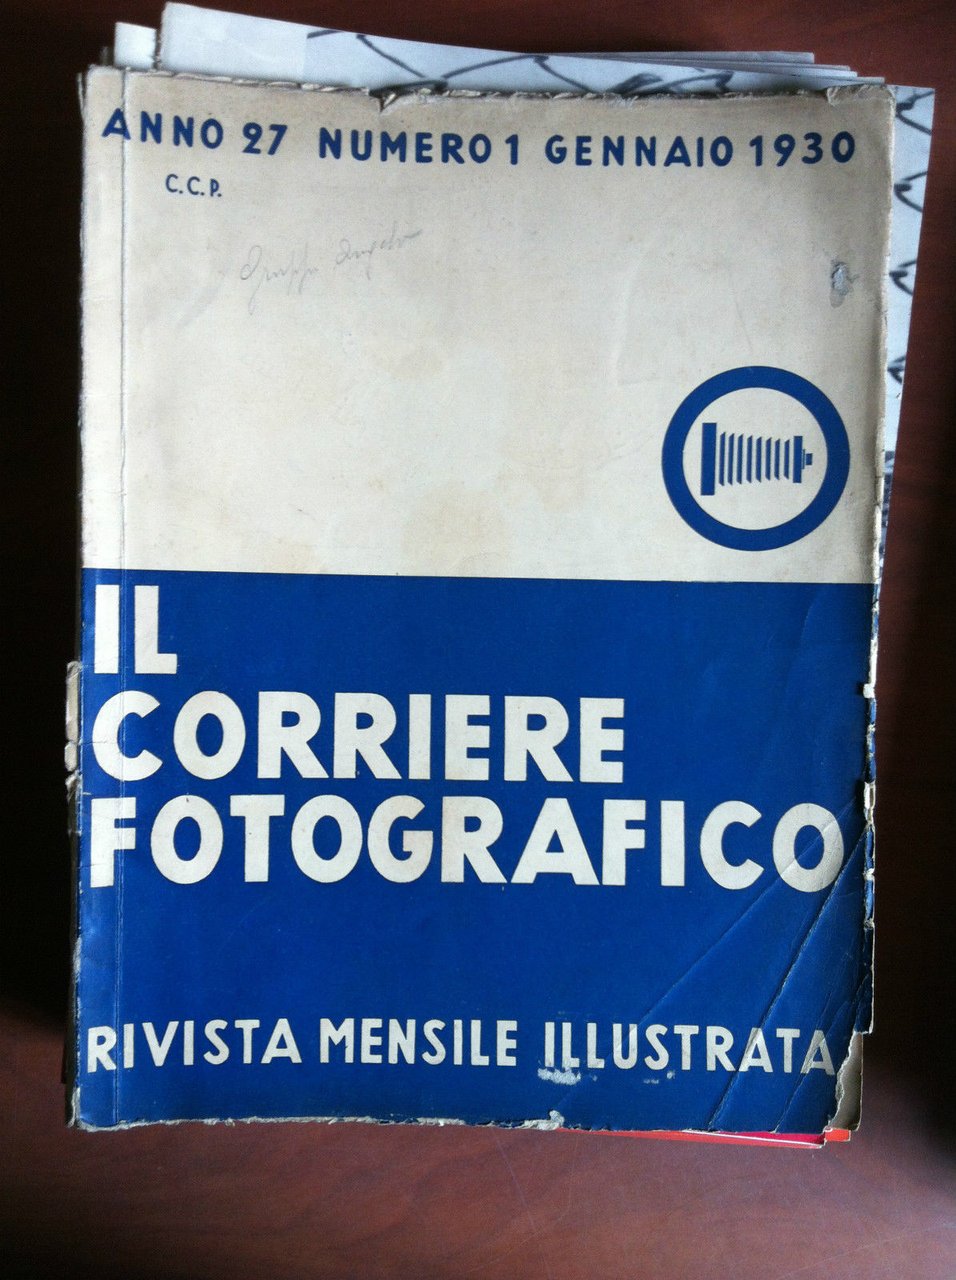 ANNO 27 NUMERO 1 GENNAIO 1930
C.C.P.
IL
CORRIERE
FOTOGRAFICO
RIVISTA MENSILE ILLUSTRATA